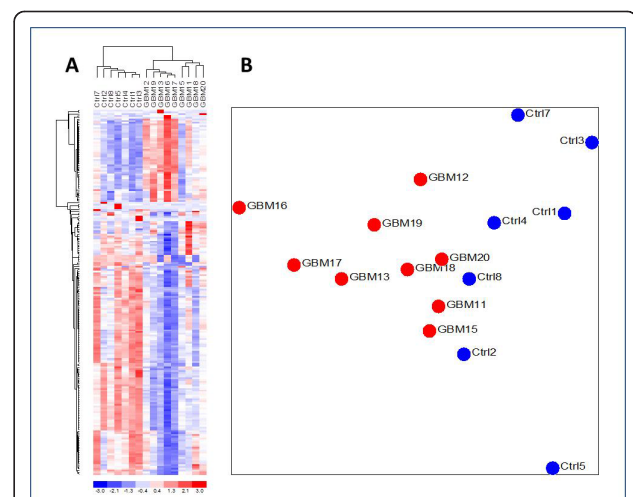 A
B
Ctrl7
Ctrl2
Ctrl8
Ctrl5
Ctrl4
Ctrl1
Ctrl3
GBM12
GBM19
GBM13
GBM16
GBM17
GBM15
GBM11
GBM18
GBM20
Ctrl7
Ctrl3
GBM12
GBM16
Ctrl1
Ctrl4
GBM19
GBM20
GBM17
GBM18
GBM13
Ctrl8
GBM11
GBM15
Ctrl2
Ctrl5
-3.0 -2.1 -1.3 -0.4 0.4 1.3 2.1 3.0